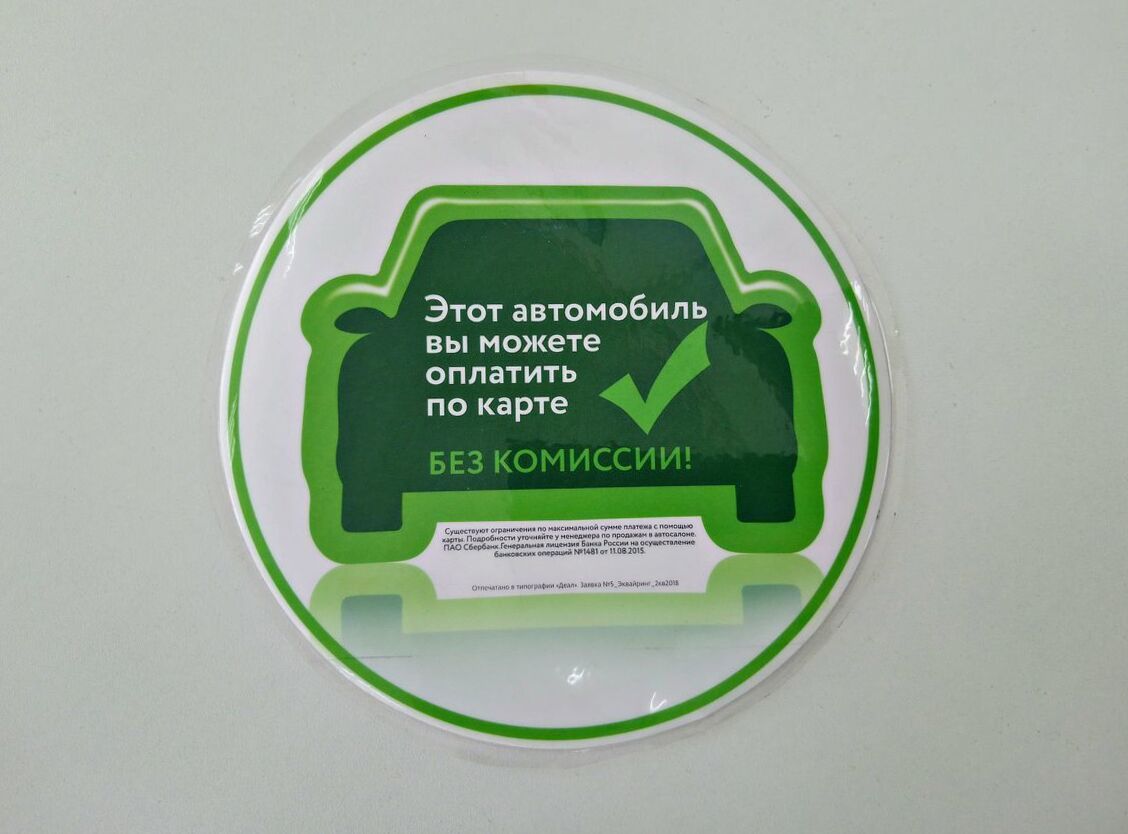 Этот автомобиль
вы можете
оплатить
по карте
БЕЗ КОМИССИИ!
Существуют ограничения по максимальной сумме платежа с помощью
карты. Подробности уточняйте у менеджера по продажам в автосалоне.
ПАО Сбербанк.Генеральная лицензия Банка России на осуществление
банковских операций №1481 от 11.08.2015.
Отпечатано в типографии «Деал». Заявка №5_Эквайринг_2кв2018